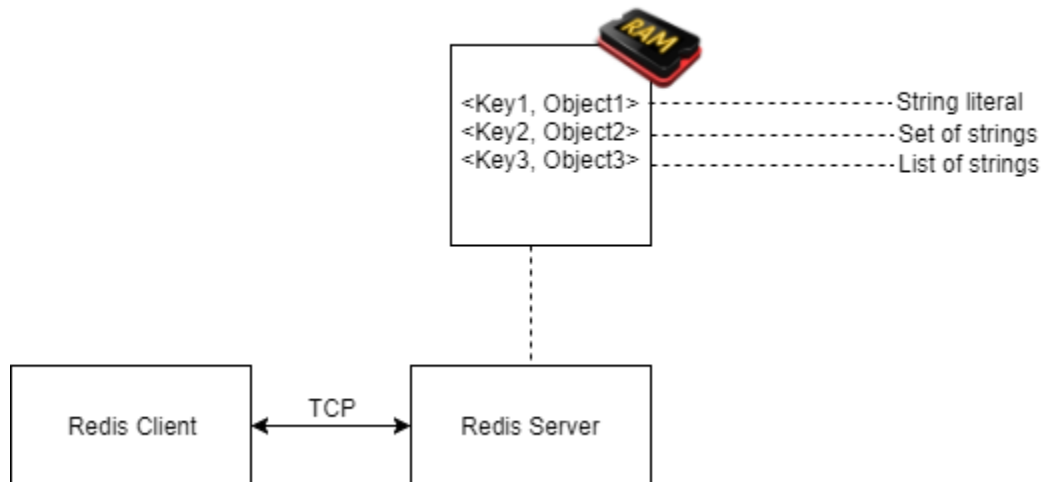 RAM
<Key1, Object1>
String literal
<Key2, Object2>
Set of strings
<Key3, Object3>
List of strings
Redis Client
TCP
Redis Server